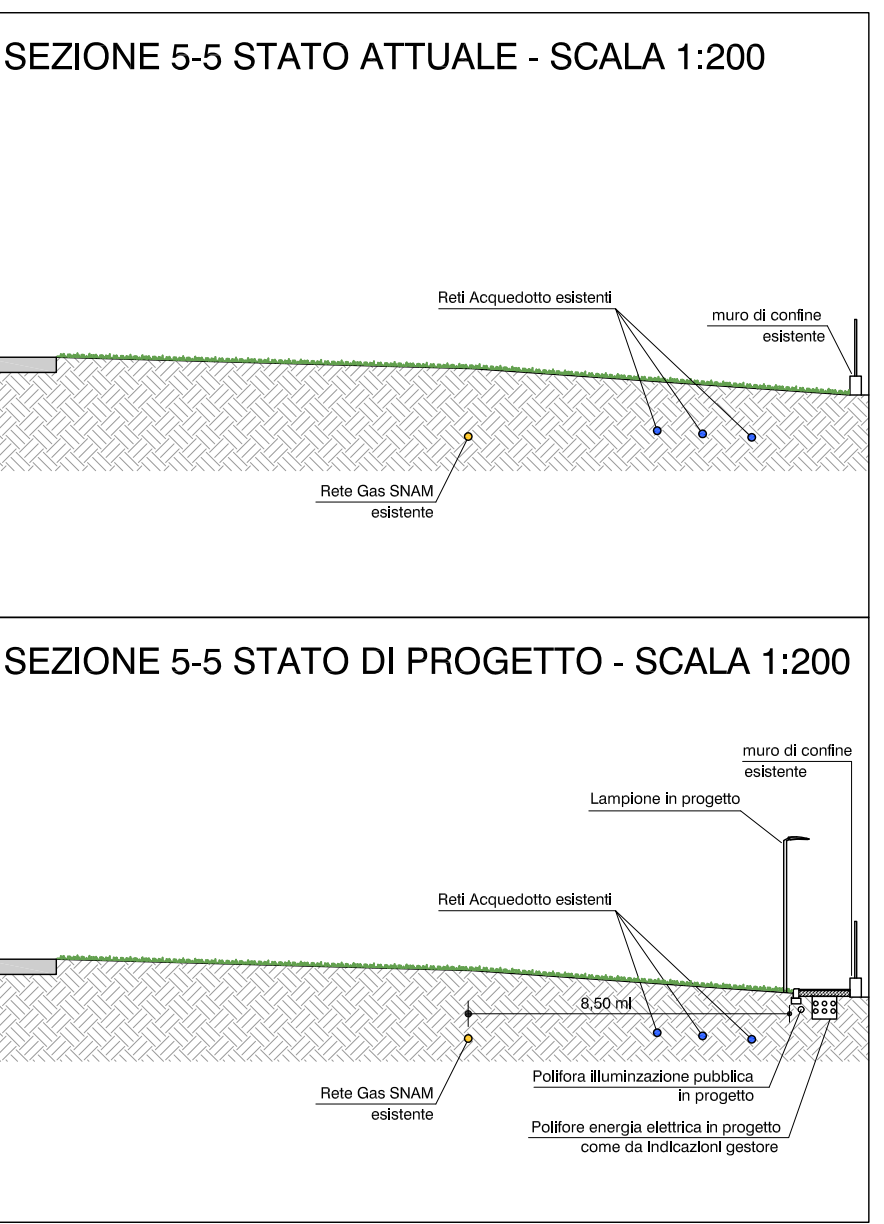 SEZIONE 5-5 STATO ATTUALE - SCALA 1:200
Reti Acquedotto esistenti
muro di confine
esistente
Rete Gas SNAM
esistente
SEZIONE 5-5 STATO DI PROGETTO - SCALA 1:200
muro di confine
esistente
Lampione in progetto
Reti Acquedotto esistenti
8,50 ml
Polifora illuminzazione pubblica
in progetto
Rete Gas SNAM
esistente
Polifore energia elettrica in progetto
come da indicazioni gestore